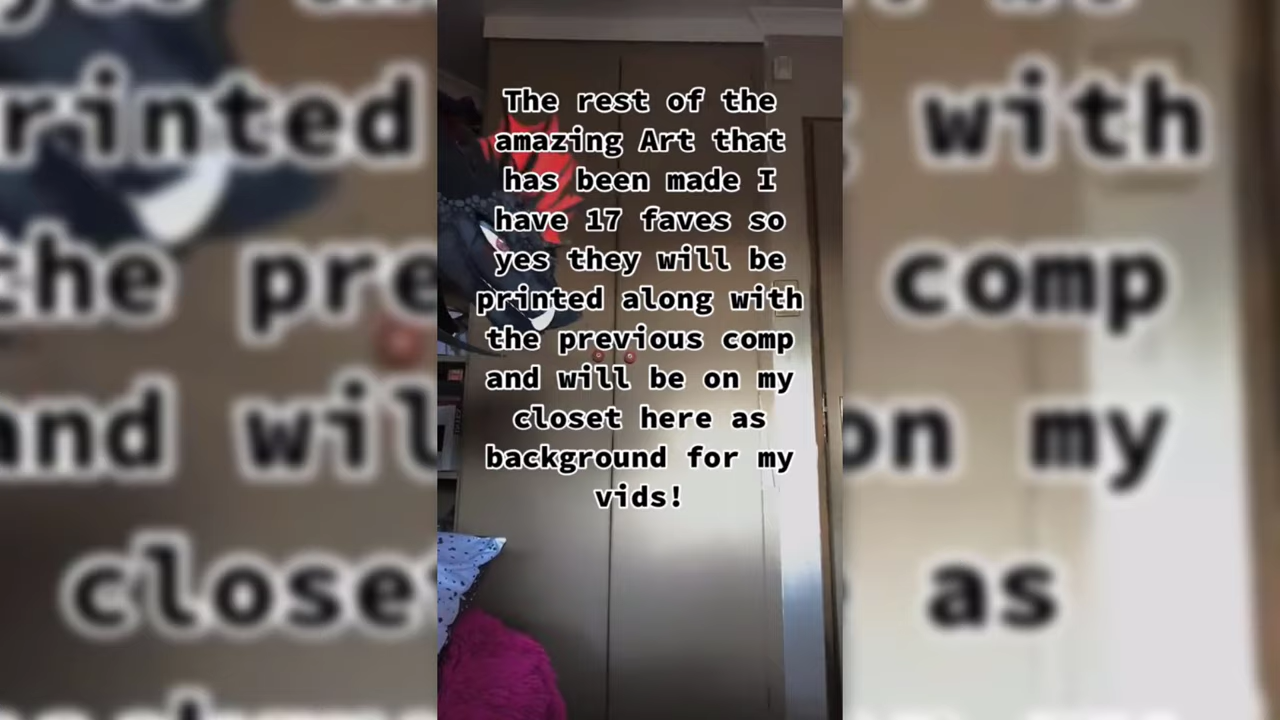 The rest of the
amazing Art that
has been made I
have 17 faves so
yes they will be
printed along with
the previous comp
and will be on my
closet here as
background for my
vids!